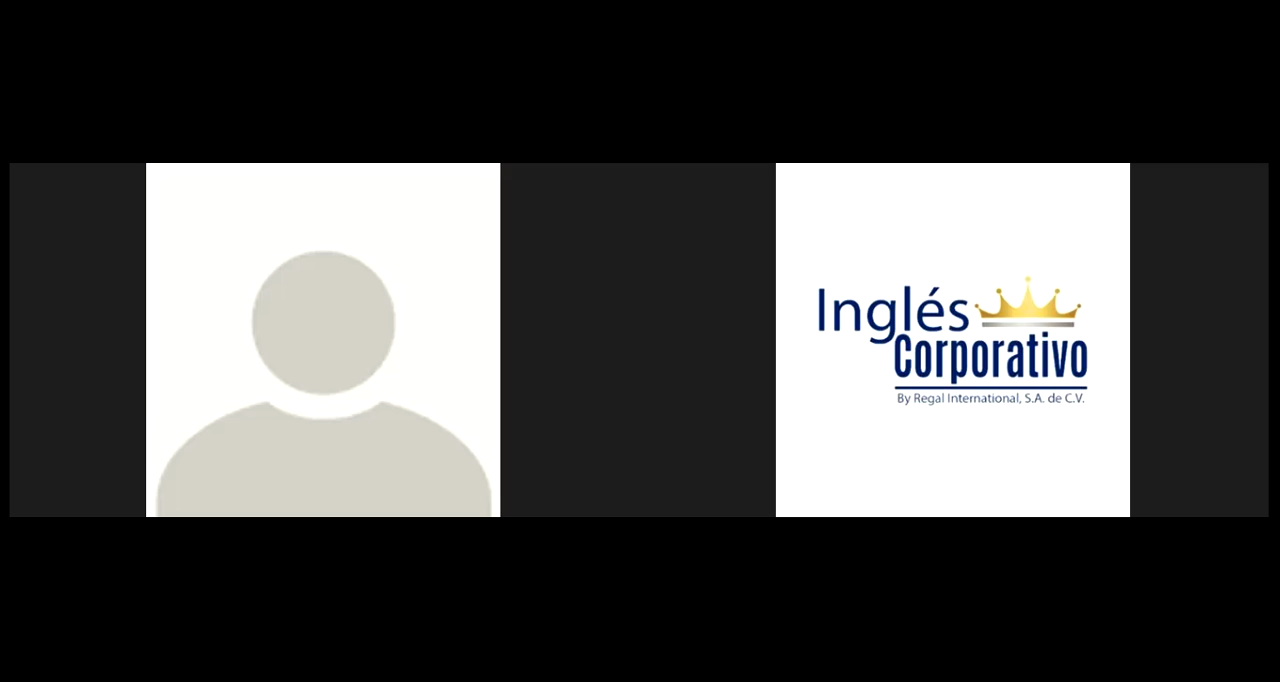 Inglés
Corporativo
By Regal International, S.A. de C.V.